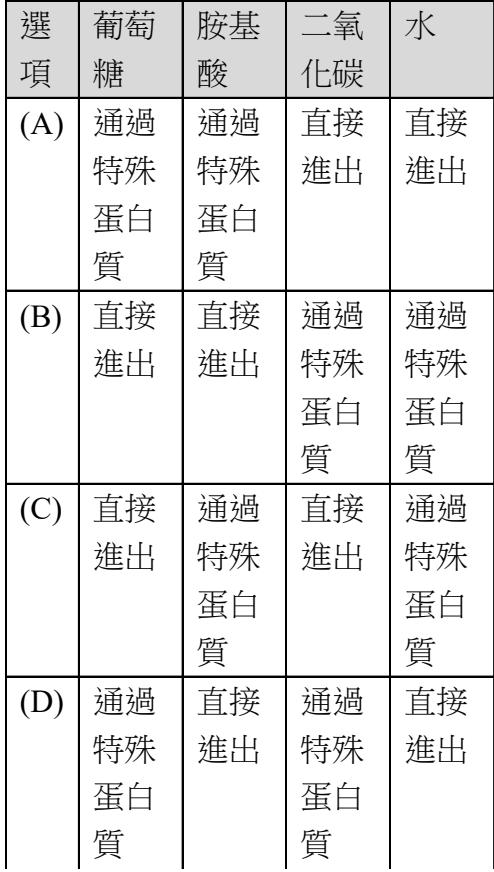 選項 葡萄糖 胺基酸 二氧化碳 水
(A) 通過特殊蛋白質 通過特殊蛋白質 直接進出 直接進出
(B) 直接進出 直接進出 通過特殊蛋白質 通過特殊蛋白質
(C) 直接進出 通過特殊蛋白質 直接進出 通過特殊蛋白質
(D) 通過特殊蛋白質 直接進出 通過特殊蛋白質 直接進出